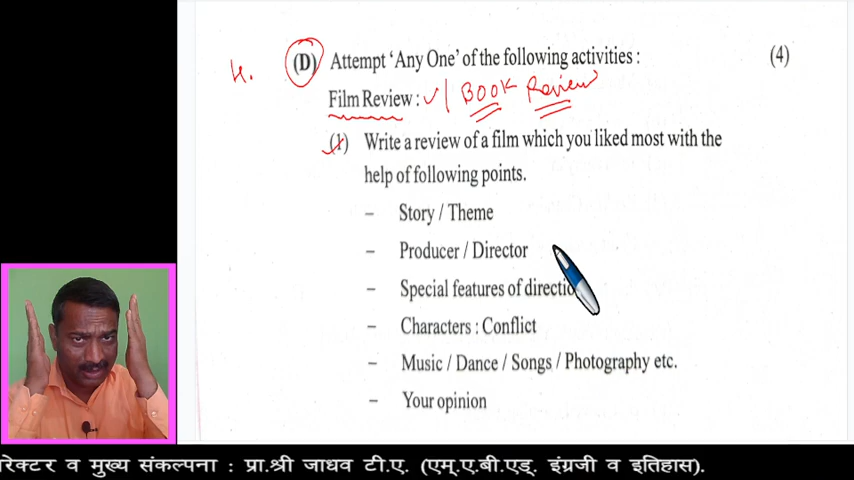 4. (D) Attempt ‘Any One’ of the following activities : (4)
Film Review : ✓ | BOOK Review
(1) Write a review of a film which you liked most with the
help of following points.
– Story / Theme
– Producer / Director
– Special features of directio
– Characters : Conflict
– Music / Dance / Songs / Photography etc.
– Your opinion
रेक्टर व मुख्य संकल्पना : प्रा.श्री जाधव टी.ए. (एम्.ए.बी.एड्. इंग्रजी व इतिहास).